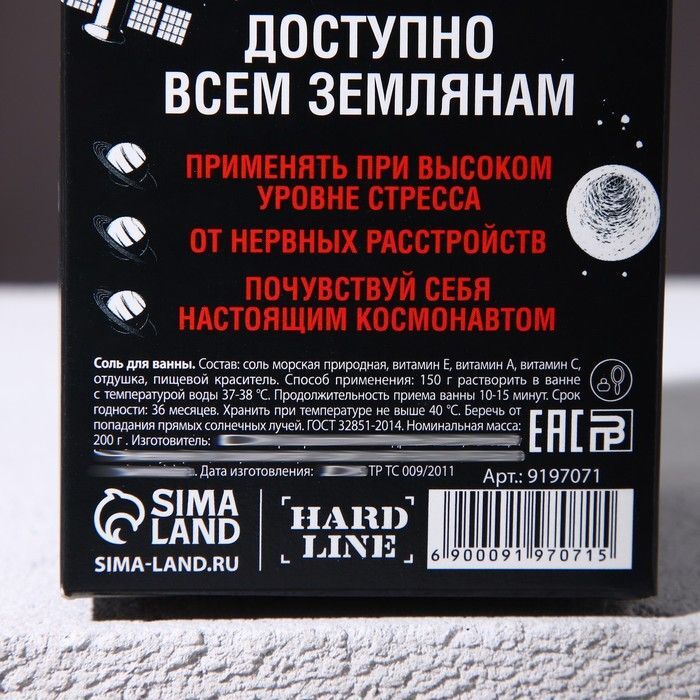 ДОСТУПНО
ВСЕМ ЗЕМЛЯНАМ
ПРИМЕНЯТЬ ПРИ ВЫСОКОМ
УРОВНЕ СТРЕССА
ОТ НЕРВНЫХ РАССТРОЙСТВ
ПОЧУВСТВУЙ СЕБЯ
НАСТОЯЩИМ КОСМОНАВТОМ
Соль для ванны. Состав: соль морская природная, витамин Е, витамин А, витамин С,
отдушка, пищевой краситель. Способ применения: 150 г растворить в ванне
с температурой воды 37-38 °С. Продолжительность приема ванны 10-15 минут. Срок
годности: 36 месяцев. Хранить при температуре не выше 40 °С. Беречь от
попадания прямых солнечных лучей. ГОСТ 32851-2014. Номинальная масса:
200 г . Изготовитель:
. Дата изготовления: ТР ТС 009/2011
ЕАС
Арт.: 9197071
SIMA
LAND
SIMA-LAND.RU
HARD
LINE
6 900091 970715